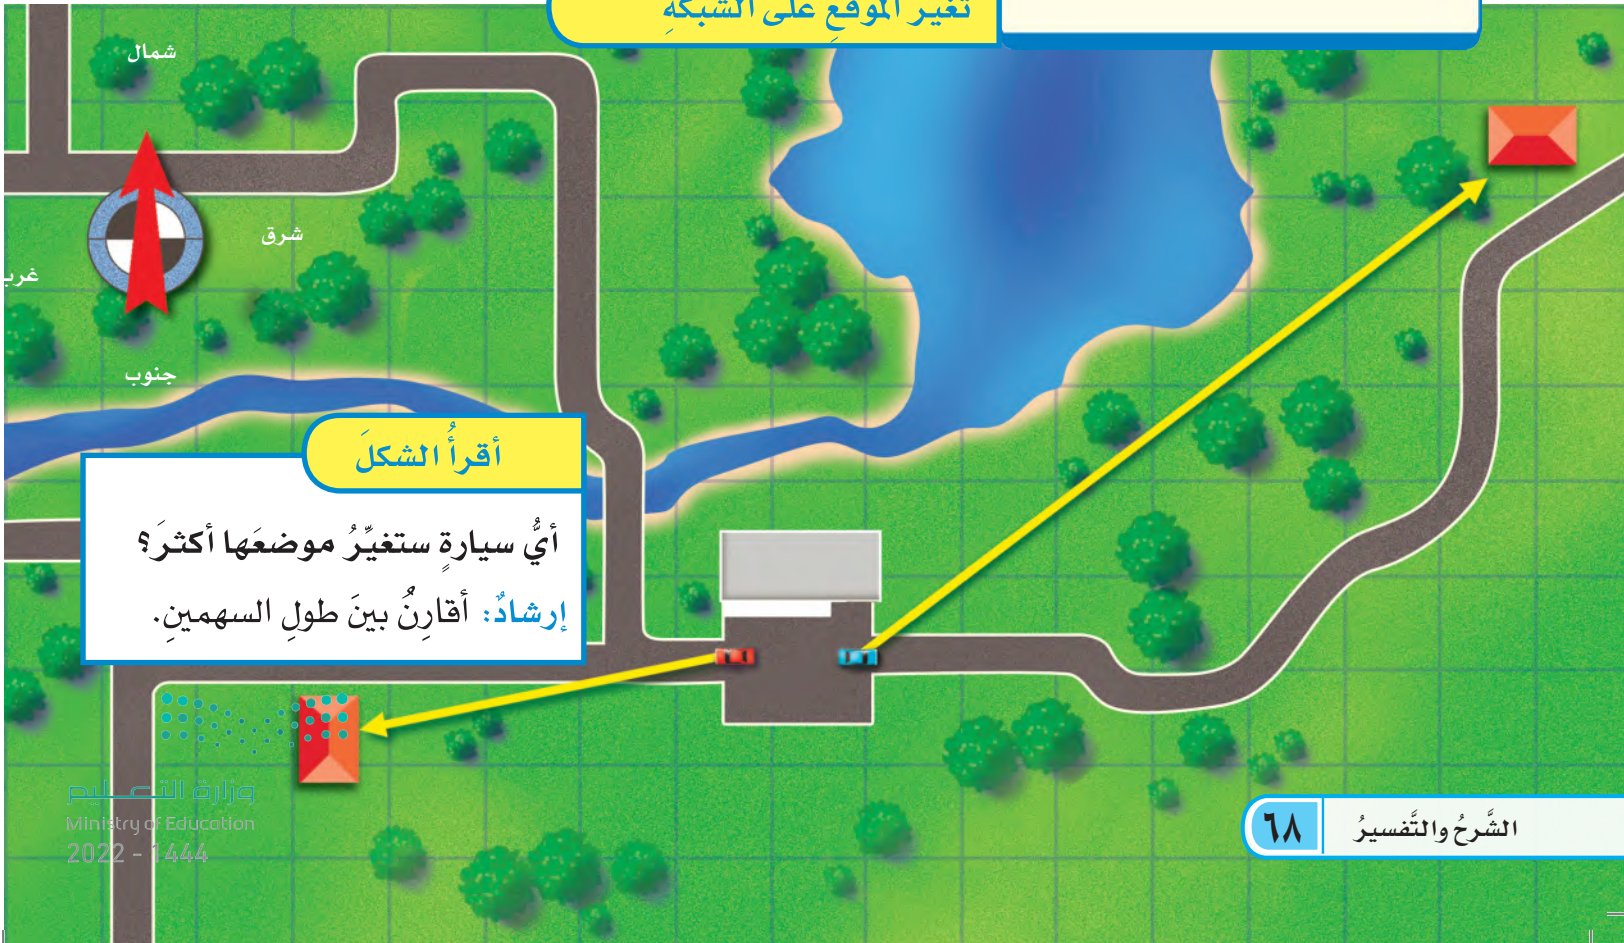 تغير الموقعِ على الشبكةِ
شمال
شرق
غرب
جنوب
أقرأُ الشكلَ
أيُّ سيارةٍ ستغيِّرُ موضعَها أكثرَ؟
إرشادٌ: أقارِنُ بينَ طولِ السهمينِ.
وزارة التعليم
Ministry of Education
2022 - 1444
الشَّرحُ والتَّفسيرُ ٦٨